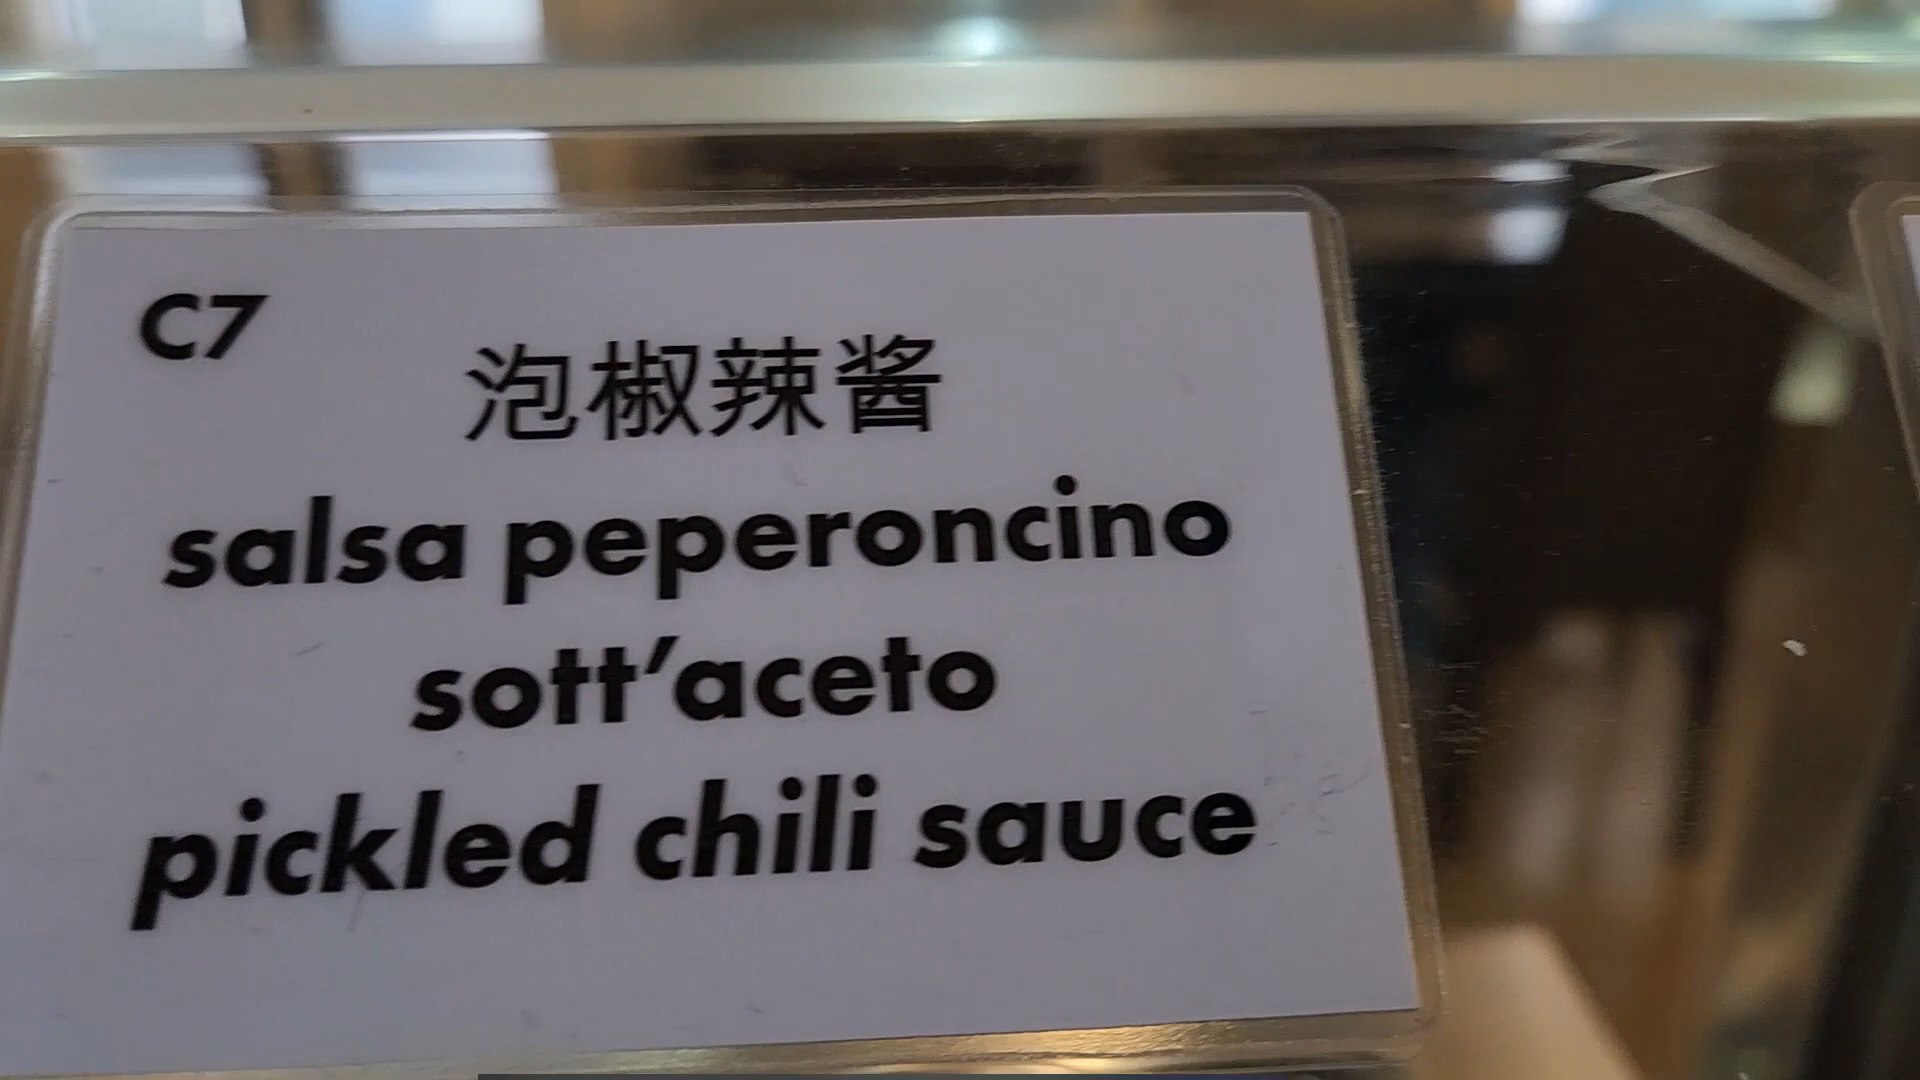 C7
泡椒辣酱
salsa peperoncino
sott'aceto
pickled chili sauce